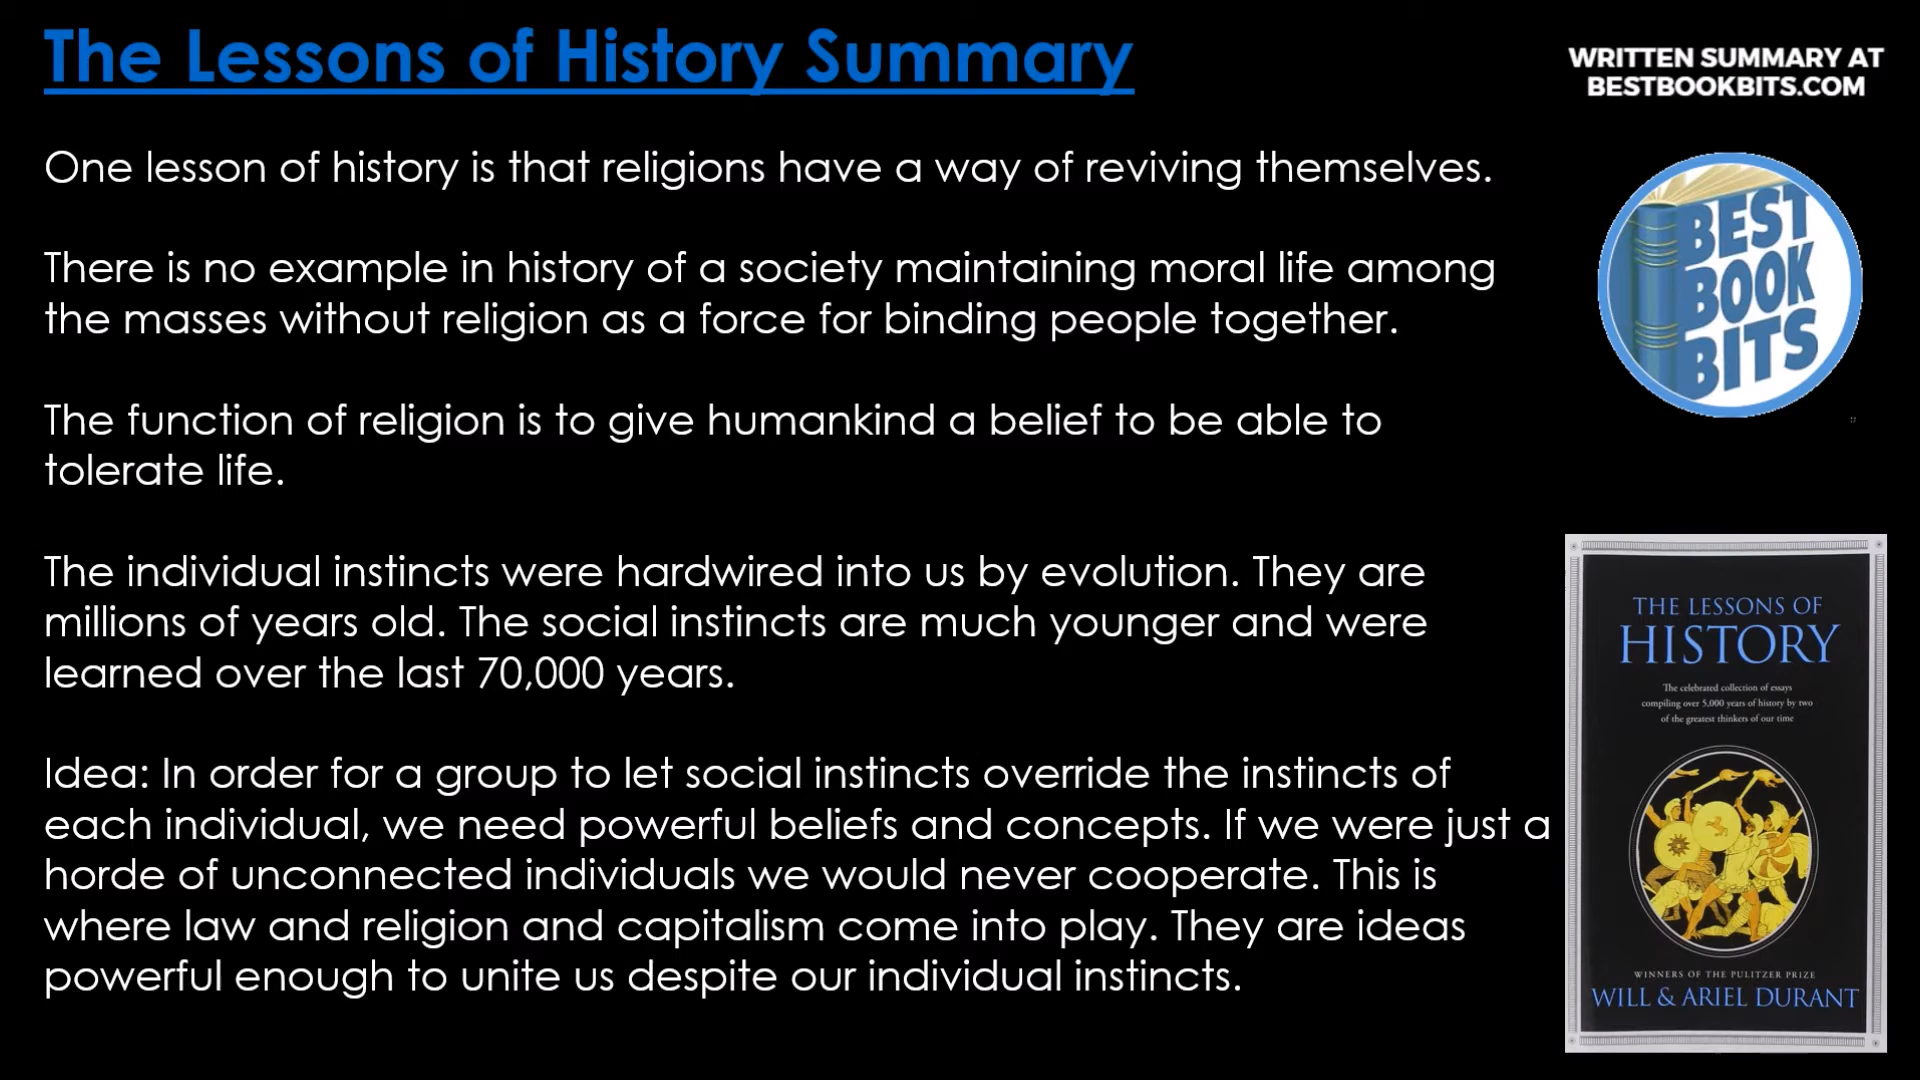 The Lessons of History Summary
WRITTEN SUMMARY AT
BESTBOOKBITS.COM
One lesson of history is that religions have a way of reviving themselves.
There is no example in history of a society maintaining moral life among
the masses without religion as a force for binding people together.
The function of religion is to give humankind a belief to be able to
tolerate life.
The individual instincts were hardwired into us by evolution. They are
millions of years old. The social instincts are much younger and were
learned over the last 70,000 years.
Idea: In order for a group to let social instincts override the instincts of
each individual, we need powerful beliefs and concepts. If we were just a
horde of unconnected individuals we would never cooperate. This is
where law and religion and capitalism come into play. They are ideas
powerful enough to unite us despite our individual instincts.
BEST
BOOK
BITS
THE LESSONS OF
HISTORY
The celebrated collection of essays
compiling over 5,000 years of history by two
of the greatest thinkers of our time
WINNERS OF THE PULITZER PRIZE
WILL & ARIEL DURANT